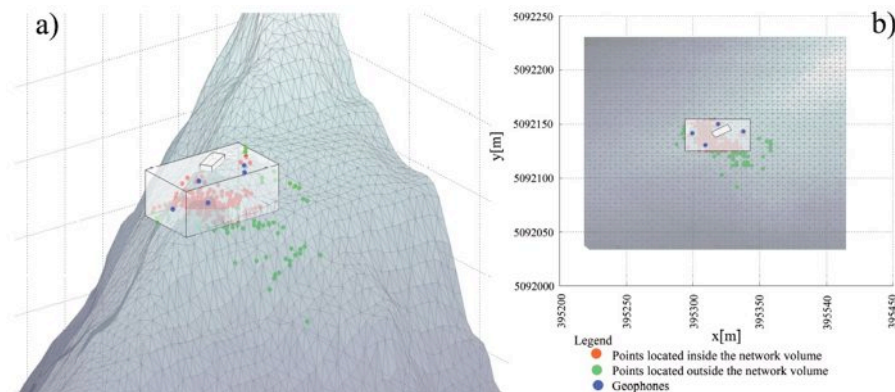 a)
b)
y[m]
5092250
5092200
5092150
5092100
5092050
5092000
395200
395250
395300
395350
395540
395450
x[m]
Legend
Points located inside the network volume
Points located outside the network volume
Geophones